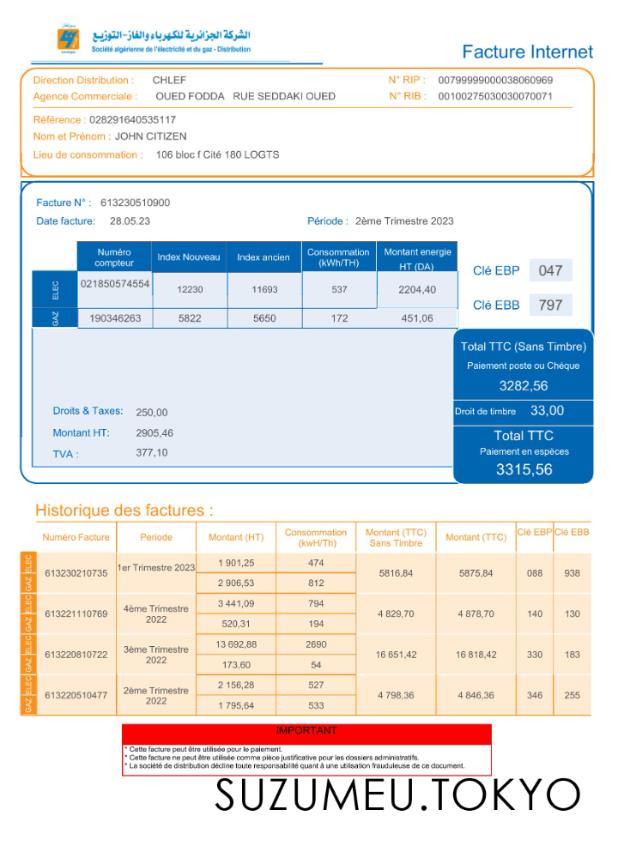 الشركة الجزائرية للكهرباء والغاز-التوزيع
Société algérienne de l'électricité et du gaz - Distribution
Facture Internet
Direction Distribution : CHLEF N° RIP : 00799999000038060969
Agence Commerciale : OUED FODDA RUE SEDDAKI OUED N° RIB : 00100275030030070071
Référence : 028291640535117
Nom et Prénom : JOHN CITIZEN
Lieu de consommation : 106 bloc f Cité 180 LOGTS
Facture N° : 613230510900
Date facture: 28.05.23 Période : 2ème Trimestre 2023
Numéro compteur Index Nouveau Index ancien Consommation (kWh/TH) Montant energie HT (DA)
ELEC 021850574554 12230 11693 537 2204,40
GAZ 190346263 5822 5650 172 451,06
Clé EBP 047
Clé EBB 797
Total TTC (Sans Timbre)
Paiement poste ou Chéque
3282,56
Droit de timbre 33,00
Total TTC
Paiement en espèces
3315,56
Droits & Taxes: 250,00
Montant HT: 2905,46
TVA : 377,10
Historique des factures :
Numéro Facture Periode Montant (HT) Consommation (kwH/Th) Montant (TTC) Sans Timbre Montant (TTC) Clé EBP Clé EBB
ELEC GAZ 613230210735 1er Trimestre 2023 1 901,25 474 2 906,53 812 5816,84 5875,84 088 938
ELEC GAZ 613221110769 4ème Trimestre 2022 3 441,09 794 520.31 194 4 829,70 4 878,70 140 130
ELEC GAZ 613220810722 3ème Trimestre 2022 13 692,88 2690 173.60 54 16 651,42 16 818,42 330 183
ELEC GAZ 613220510477 2ème Trimestre 2022 2 156,28 527 1 795,64 533 4 798,36 4 846,36 346 255
IMPORTANT
* Cette facture peut être utilisée pour le paiement.
* Cette facture ne peut être utilisée comme pièce justificative pour les dossiers administratifs.
* La société de distribution décline toute responsabilité quant à une utilisation frauduleuse de ce document.
SUZUMEU.TOKYO